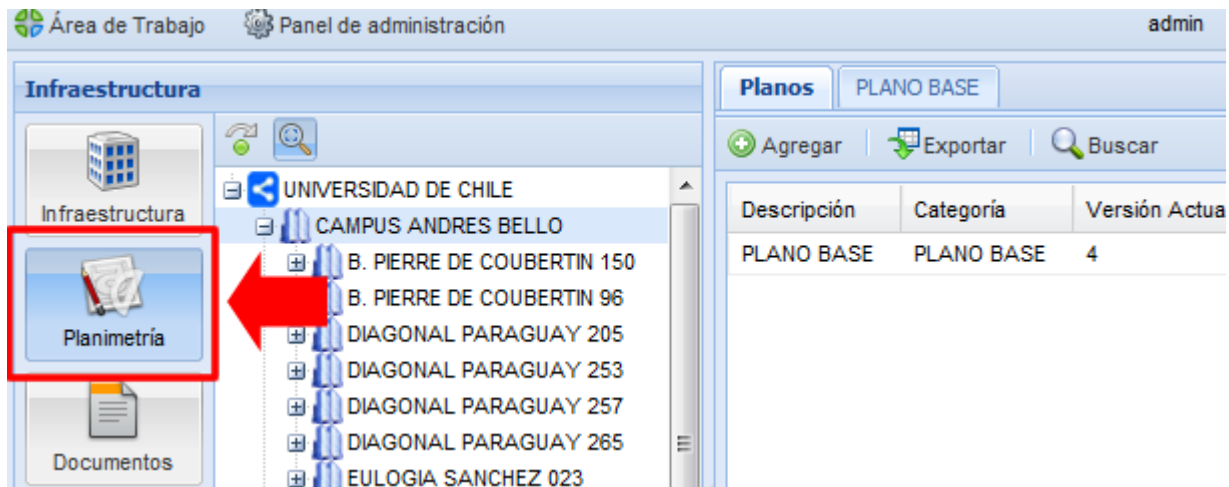 Área de Trabajo Panel de administración admin
Infraestructura
Infraestructura
Planimetría
Documentos
UNIVERSIDAD DE CHILE
CAMPUS ANDRES BELLO
B. PIERRE DE COUBERTIN 150
B. PIERRE DE COUBERTIN 96
DIAGONAL PARAGUAY 205
DIAGONAL PARAGUAY 253
DIAGONAL PARAGUAY 257
DIAGONAL PARAGUAY 265
EULOGIA SANCHEZ 023
Planos PLANO BASE
Agregar Exportar Buscar
Descripción Categoría Versión Actua
PLANO BASE PLANO BASE 4